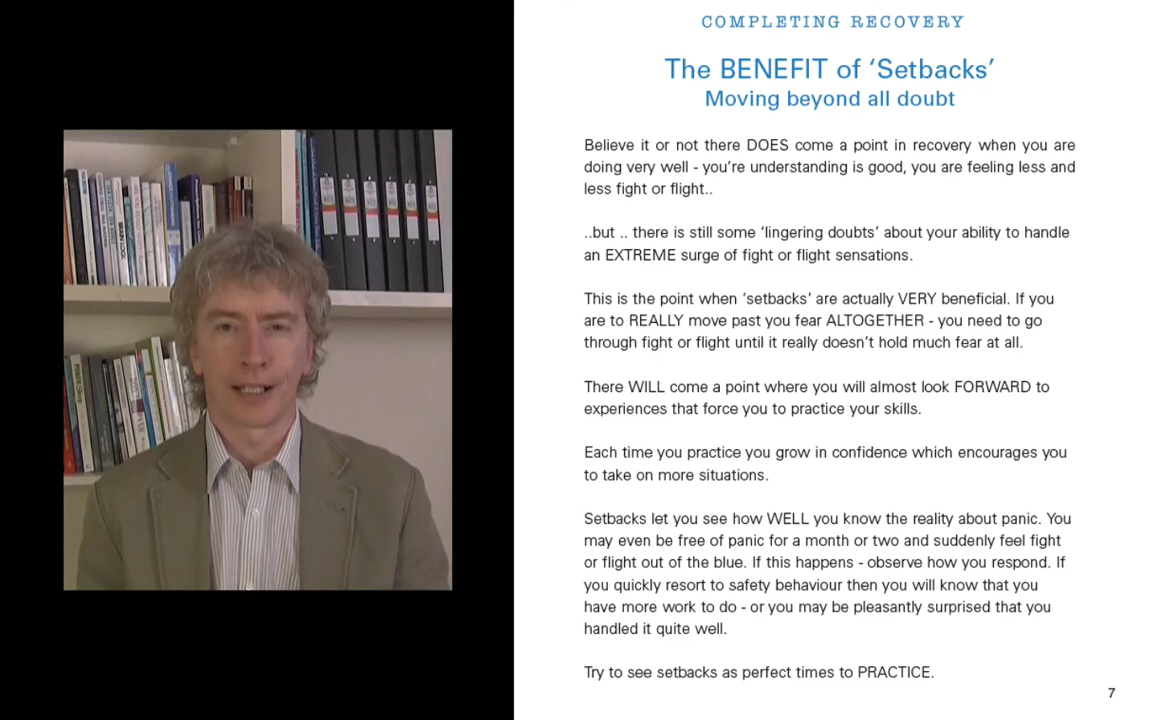 COMPLETING RECOVERY
The BENEFIT of ‘Setbacks’
Moving beyond all doubt
Believe it or not there DOES come a point in recovery when you are
doing very well - you’re understanding is good, you are feeling less and
less fight or flight..
..but .. there is still some ‘lingering doubts’ about your ability to handle
an EXTREME surge of fight or flight sensations.
This is the point when ‘setbacks’ are actually VERY beneficial. If you
are to REALLY move past you fear ALTOGETHER - you need to go
through fight or flight until it really doesn’t hold much fear at all.
There WILL come a point where you will almost look FORWARD to
experiences that force you to practice your skills.
Each time you practice you grow in confidence which encourages you
to take on more situations.
Setbacks let you see how WELL you know the reality about panic. You
may even be free of panic for a month or two and suddenly feel fight
or flight out of the blue. If this happens - observe how you respond. If
you quickly resort to safety behaviour then you will know that you
have more work to do - or you may be pleasantly surprised that you
handled it quite well.
Try to see setbacks as perfect times to PRACTICE.
7